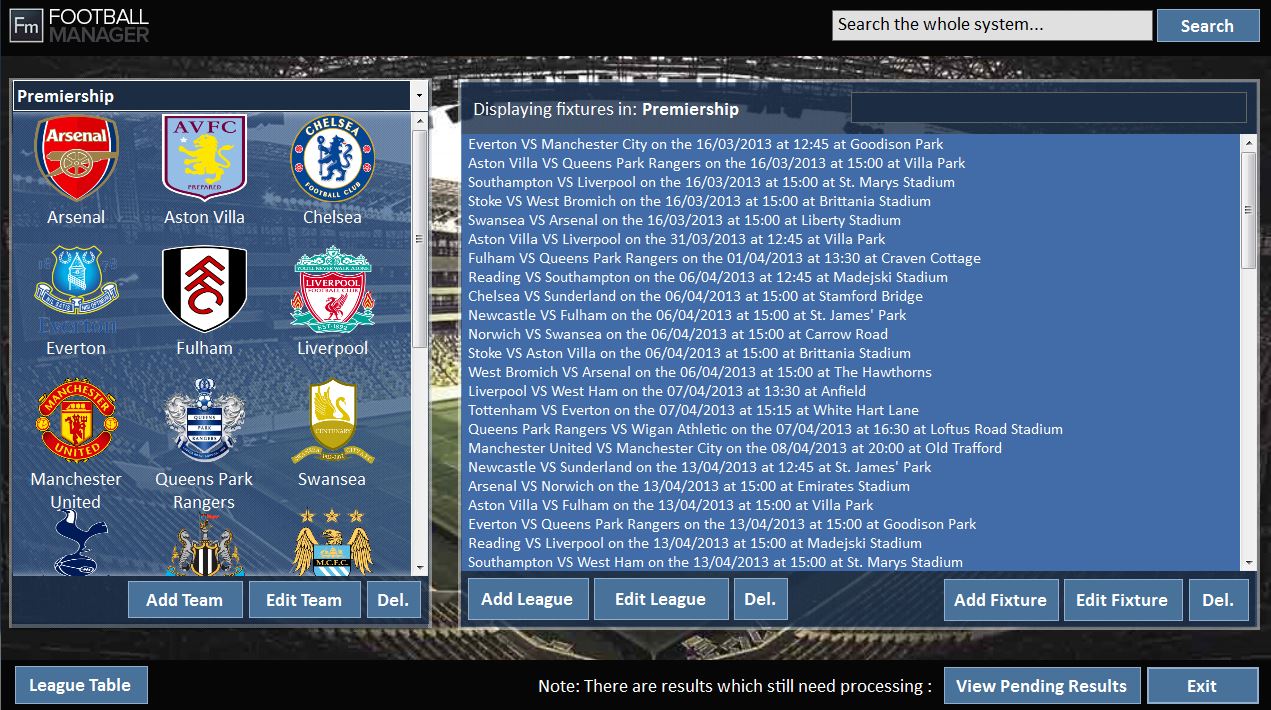 Fm FOOTBALL
MANAGER
Search the whole system...
Search
Premiership
Arsenal
Arsenal
AVFC
PREPARED
Aston Villa
CHELSEA
FOOTBALL CLUB
Chelsea
Everton
Everton
Fulham
YOU'LL NEVER WALK ALONE
LIVERPOOL
FOOTBALL CLUB
EST·1892
Liverpool
MANCHESTER
UNITED
Manchester
United
QUEENS
PARK
RANGERS
Queens Park
Rangers
CENTENARY
Swansea
M.C.F.C.
Add Team
Edit Team
Del.
Displaying fixtures in: Premiership
Everton VS Manchester City on the 16/03/2013 at 12:45 at Goodison Park
Aston Villa VS Queens Park Rangers on the 16/03/2013 at 15:00 at Villa Park
Southampton VS Liverpool on the 16/03/2013 at 15:00 at St. Marys Stadium
Stoke VS West Bromich on the 16/03/2013 at 15:00 at Brittania Stadium
Swansea VS Arsenal on the 16/03/2013 at 15:00 at Liberty Stadium
Aston Villa VS Liverpool on the 31/03/2013 at 12:45 at Villa Park
Fulham VS Queens Park Rangers on the 01/04/2013 at 13:30 at Craven Cottage
Reading VS Southampton on the 06/04/2013 at 12:45 at Madejski Stadium
Chelsea VS Sunderland on the 06/04/2013 at 15:00 at Stamford Bridge
Newcastle VS Fulham on the 06/04/2013 at 15:00 at St. James' Park
Norwich VS Swansea on the 06/04/2013 at 15:00 at Carrow Road
Stoke VS Aston Villa on the 06/04/2013 at 15:00 at Brittania Stadium
West Bromich VS Arsenal on the 06/04/2013 at 15:00 at The Hawthorns
Liverpool VS West Ham on the 07/04/2013 at 13:30 at Anfield
Tottenham VS Everton on the 07/04/2013 at 15:15 at White Hart Lane
Queens Park Rangers VS Wigan Athletic on the 07/04/2013 at 16:30 at Loftus Road Stadium
Manchester United VS Manchester City on the 08/04/2013 at 20:00 at Old Trafford
Newcastle VS Sunderland on the 13/04/2013 at 12:45 at St. James' Park
Arsenal VS Norwich on the 13/04/2013 at 15:00 at Emirates Stadium
Aston Villa VS Fulham on the 13/04/2013 at 15:00 at Villa Park
Everton VS Queens Park Rangers on the 13/04/2013 at 15:00 at Goodison Park
Reading VS Liverpool on the 13/04/2013 at 15:00 at Madejski Stadium
Southampton VS West Ham on the 13/04/2013 at 15:00 at St. Marys Stadium
Add League
Edit League
Del.
Add Fixture
Edit Fixture
Del.
League Table
Note: There are results which still need processing :
View Pending Results
Exit